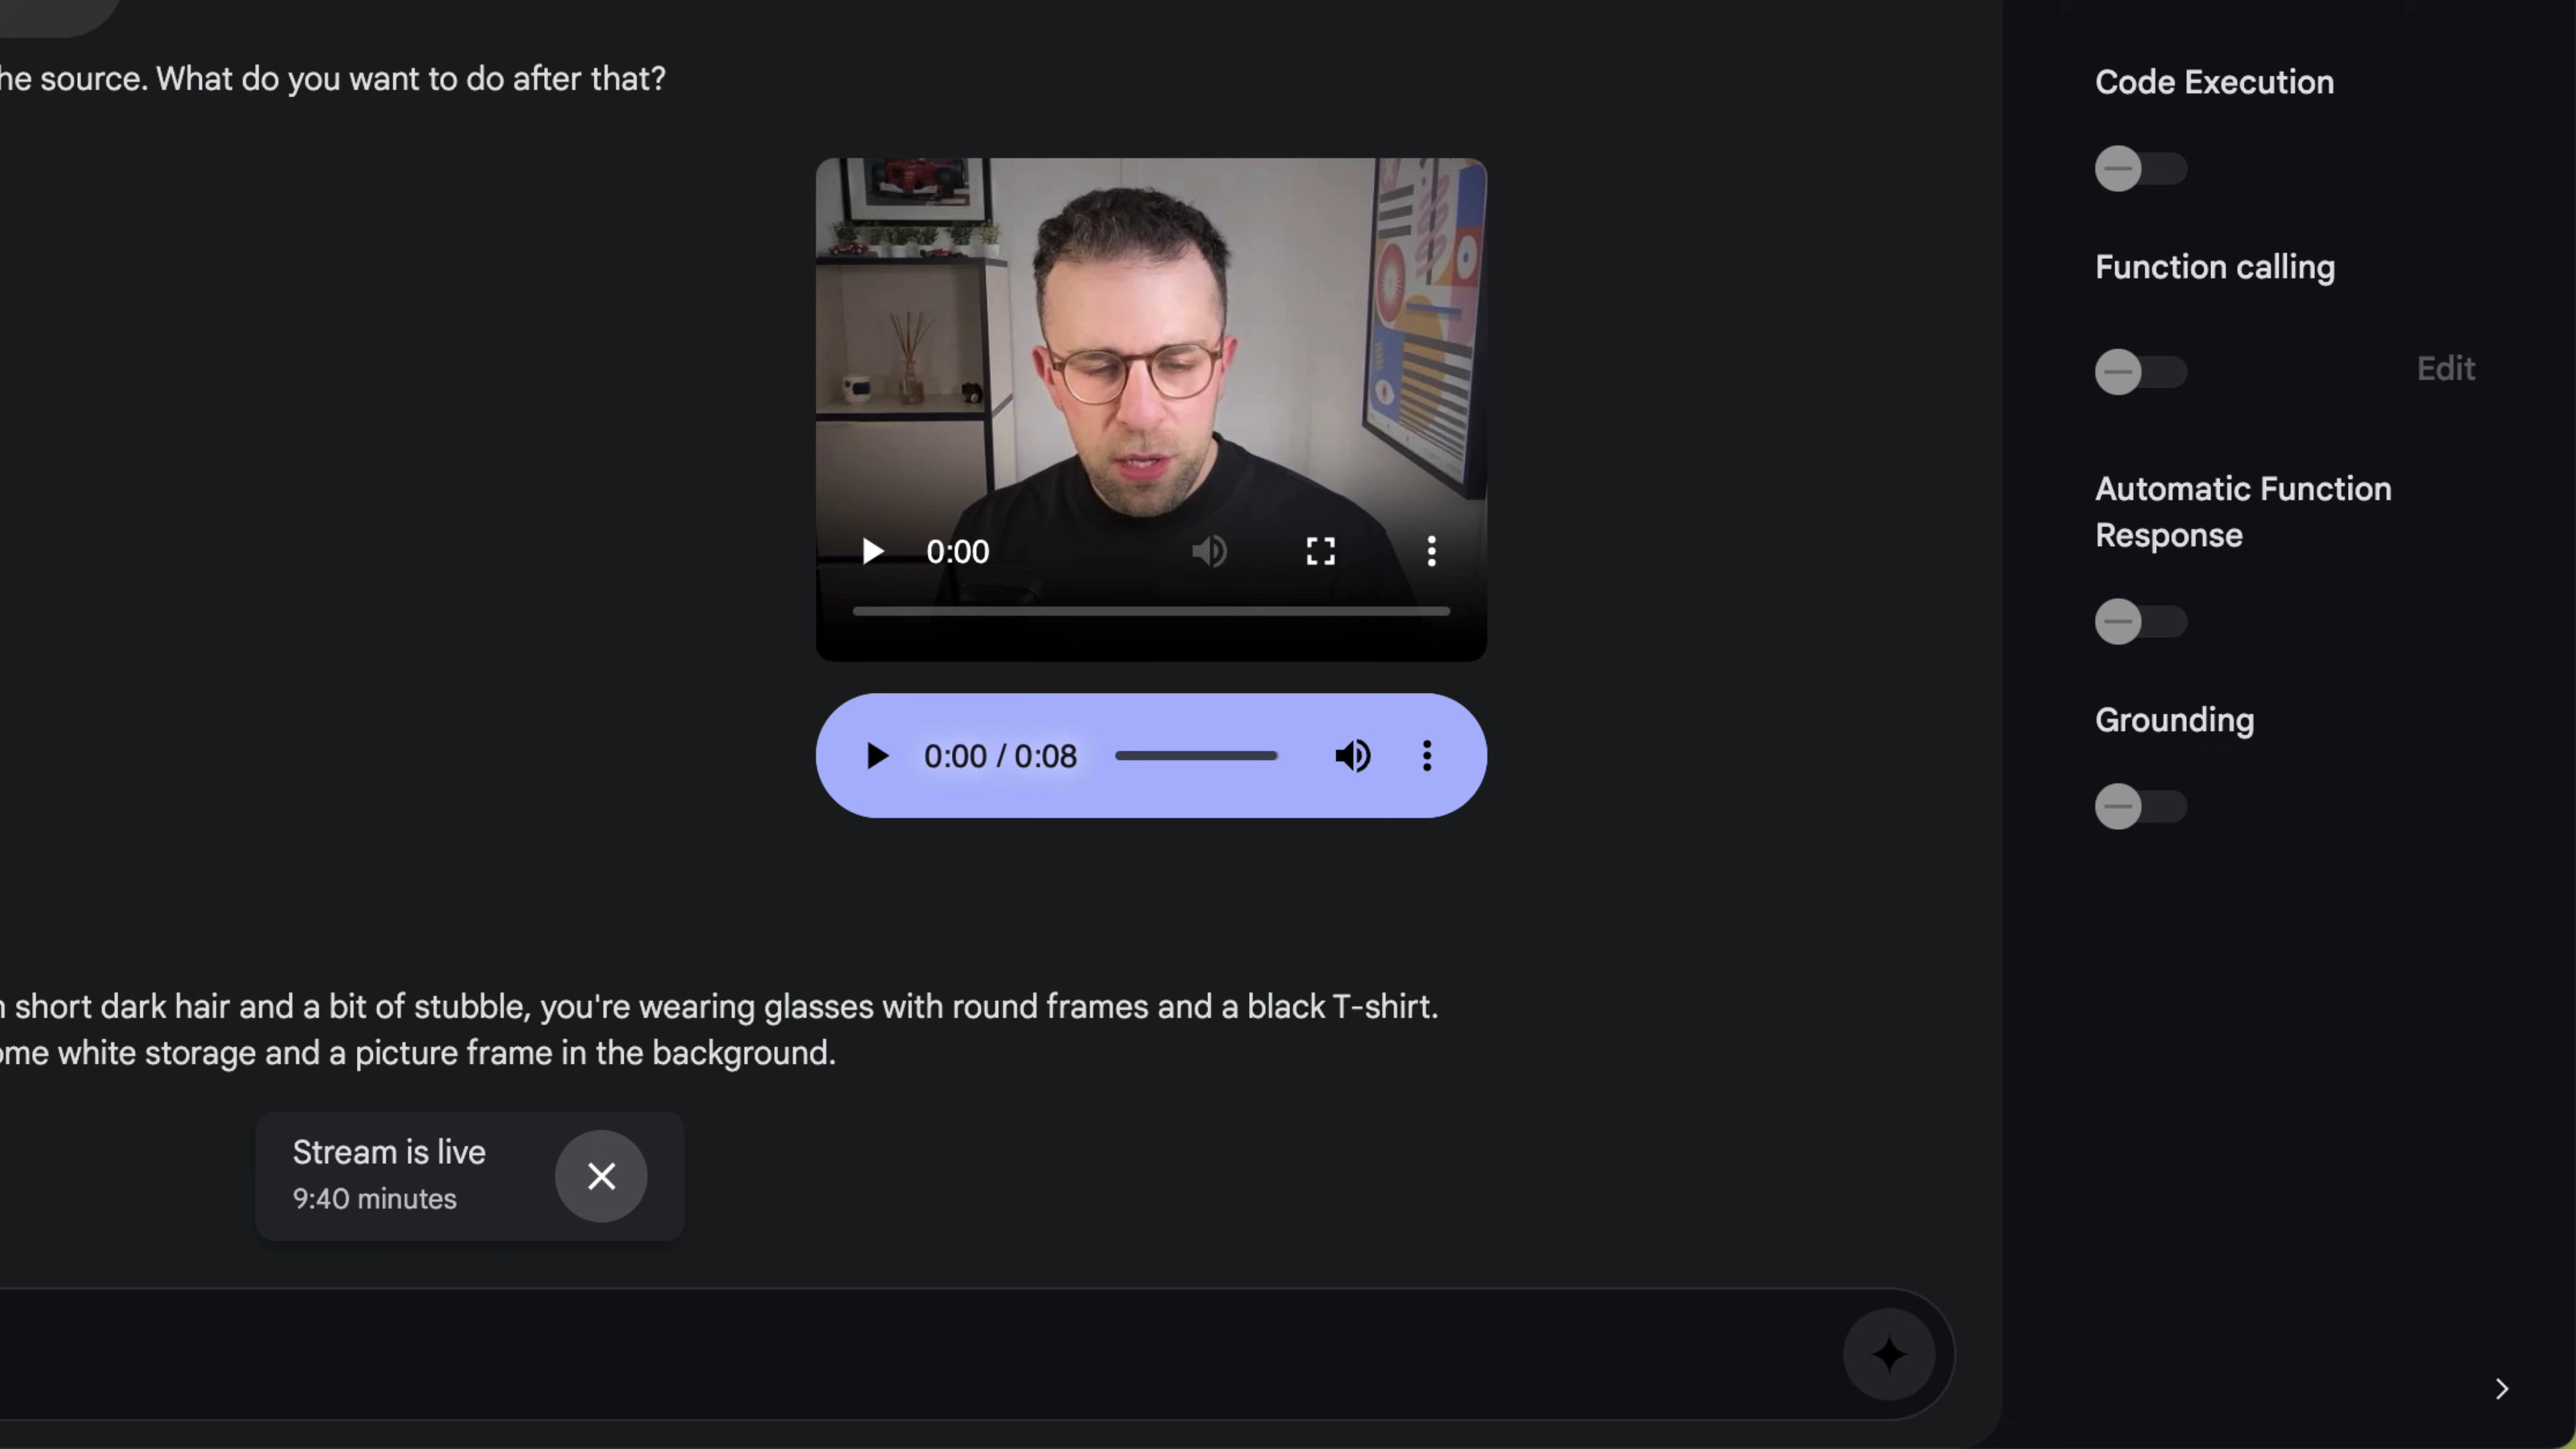 he source. What do you want to do after that?
0:00
0:00 / 0:08
short dark hair and a bit of stubble, you're wearing glasses with round frames and a black T-shirt.
ome white storage and a picture frame in the background.
Stream is live
9:40 minutes
Code Execution
Function calling
Edit
Automatic Function
Response
Grounding